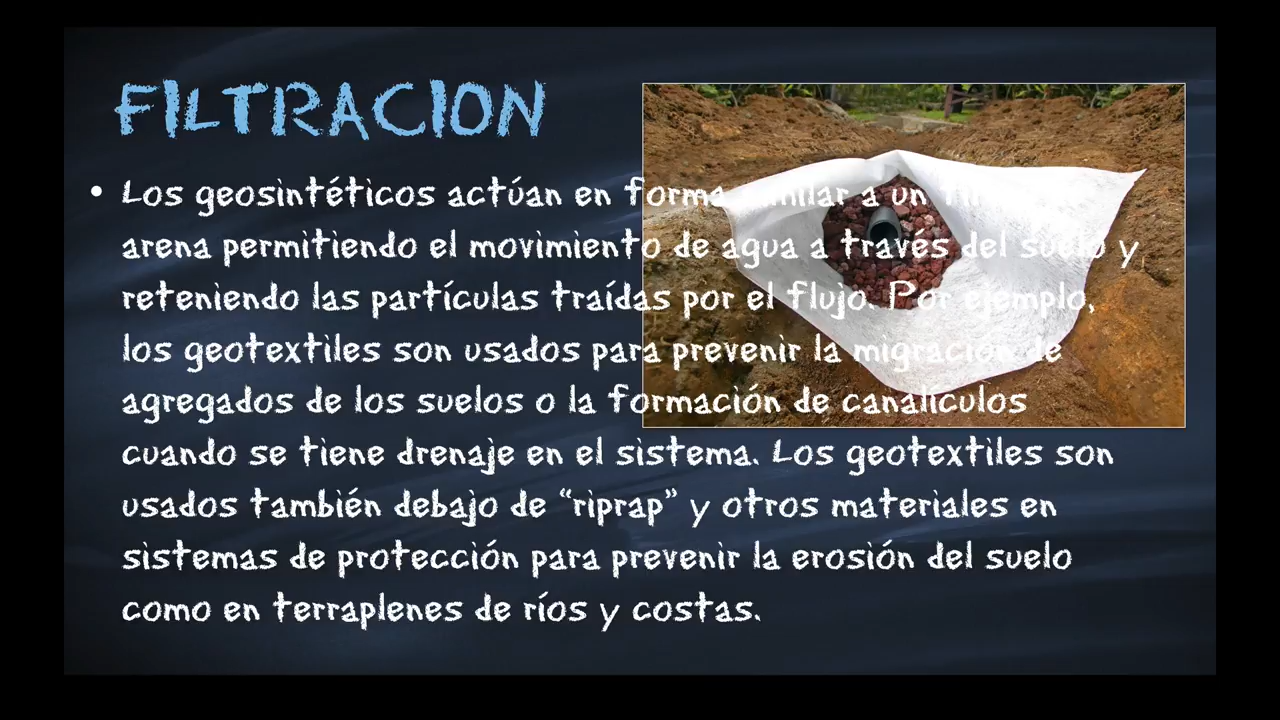 FILTRACION
• Los geosintéticos actúan en forma similar a un
arena permitiendo el movimiento de agua a través del suelo y
reteniendo las partículas traídas por el flujo. Por ejemplo,
los geotextiles son usados para prevenir la migración de
agregados de los suelos o la formación de canalículos
cuando se tiene drenaje en el sistema. Los geotextiles son
usados también debajo de “riprap” y otros materiales en
sistemas de protección para prevenir la erosión del suelo
como en terraplenes de ríos y costas.